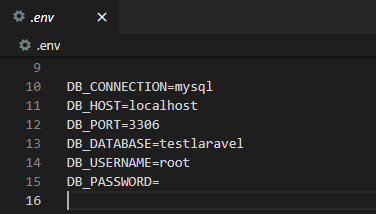 .env
.env
9
10 DB_CONNECTION=mysql
11 DB_HOST=localhost
12 DB_PORT=3306
13 DB_DATABASE=testlaravel
14 DB_USERNAME=root
15 DB_PASSWORD=
16